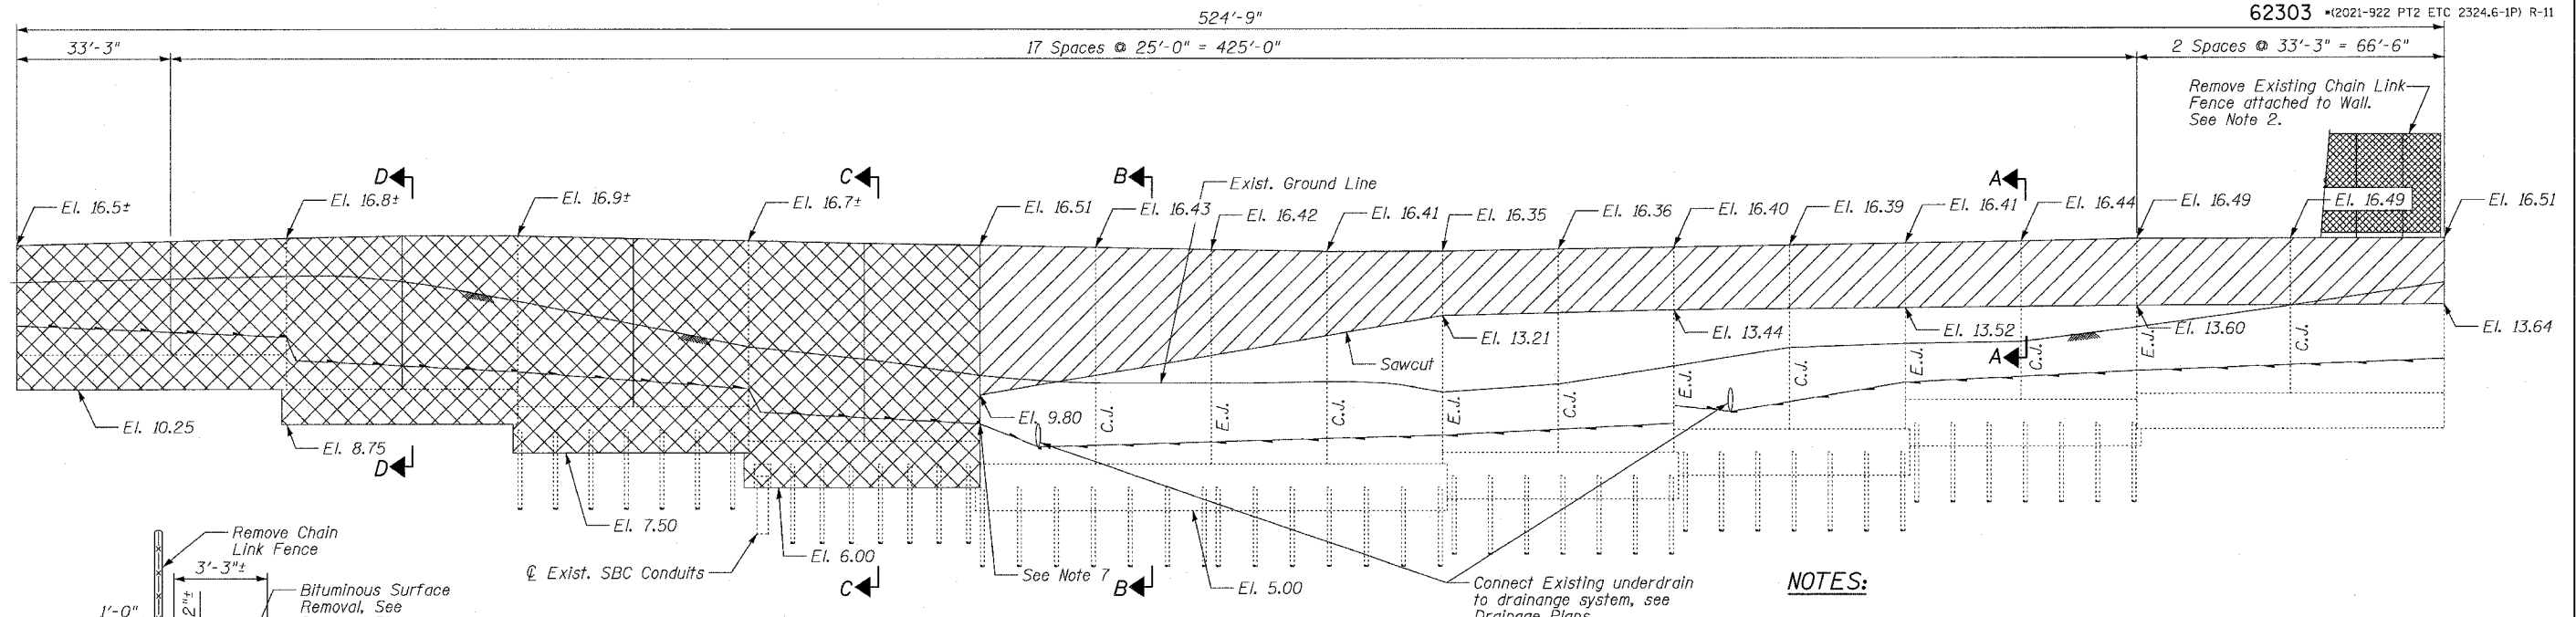 62303 *(2021-922 PT2 ETC 2324.6-1P) R-11
524'-9"
33'-3"
17 Spaces @ 25'-0" = 425'-0"
2 Spaces @ 33'-3" = 66'-6"
Remove Existing Chain Link
Fence attached to Wall.
See Note 2.
D
C
B
A
Exist. Ground Line
El. 16.5±
El. 16.8±
El. 16.9±
El. 16.7±
El. 16.51
El. 16.43
El. 16.42
El. 16.41
El. 16.35
El. 16.36
El. 16.40
El. 16.39
El. 16.41
El. 16.44
El. 16.49
El. 16.49
El. 16.51
Sawcut
El. 13.21
El. 13.44
El. 13.52
El. 13.60
El. 13.64
A
El. 9.80
C.J.
E.J.
C.J.
E.J.
C.J.
E.J.
C.J.
E.J.
C.J.
E.J.
C.J.
El. 10.25
El. 8.75
D
El. 7.50
El. 6.00
C
See Note 7
B
El. 5.00
℄ Exist. SBC Conduits
Remove Chain
Link Fence
3'-3"±
1'-0"
2"±
Bituminous Surface
Removal, See
Connect Existing underdrain
to drainange system, see
Drainage Plans
NOTES: